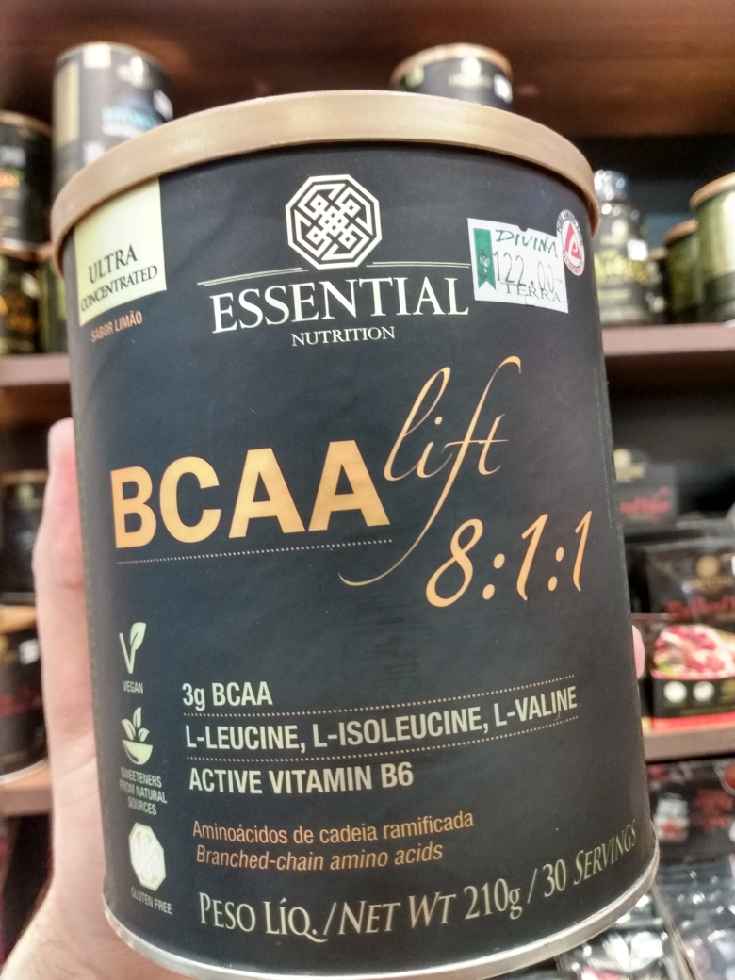 ULTRA
CONCENTRATED
SABOR LIMÃO
ESSENTIAL
NUTRITION
DIVINA
122,00
TERRA
BCAA lift
8:1:1
VEGAN
SWEETENERS
FROM NATURAL
SOURCES
GLUTEN FREE
3g BCAA
L-LEUCINE, L-ISOLEUCINE, L-VALINE
ACTIVE VITAMIN B6
Aminoácidos de cadeia ramificada
Branched-chain amino acids
PESO LÍQ./NET WT 210g / 30 SERVINGS